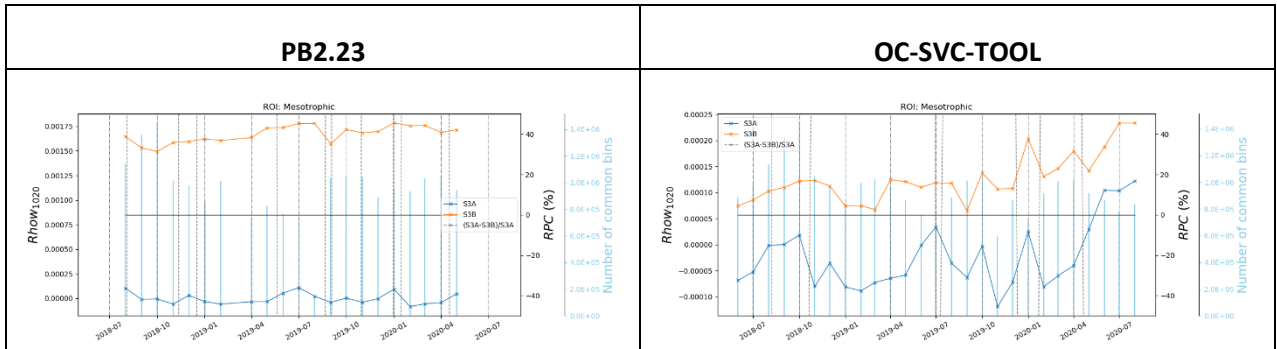 PB2.23
OC-SVC-TOOL
ROI: Mesotrophic
0.00175
0.00150
0.00125
0.00100
0.00075
0.00050
0.00025
0.00000
RhoW1020
S3A
S3B
(S3A-S3B)/S3A
40
20
0
−20
−40
RPC (%)
1.4E+06
1.2E+06
1.0E+06
8.0E+05
6.0E+05
4.0E+05
2.0E+05
0.0E+00
Number of common bins
2018-07
2018-10
2019-01
2019-04
2019-07
2019-10
2020-01
2020-04
2020-07
ROI: Mesotrophic
0.00025
0.00020
0.00015
0.00010
0.00005
0.00000
−0.00005
−0.00010
RhoW1020
S3A
S3B
(S3A-S3B)/S3A
40
20
0
−20
−40
RPC (%)
1.4E+06
1.2E+06
1.0E+06
8.0E+05
6.0E+05
4.0E+05
2.0E+05
0.0E+00
Number of common bins
2018-07
2018-10
2019-01
2019-04
2019-07
2019-10
2020-01
2020-04
2020-07